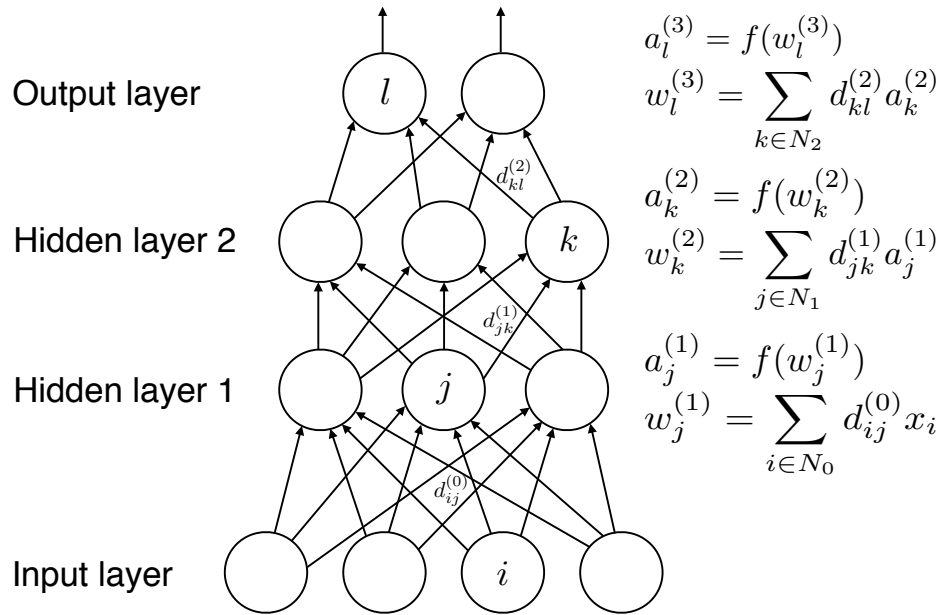 Output layer
l
a_l^{(3)} = f(w_l^{(3)})
w_l^{(3)} = \sum_{k \in N_2} d_{kl}^{(2)} a_k^{(2)}
d_{kl}^{(2)}
Hidden layer 2
k
a_k^{(2)} = f(w_k^{(2)})
w_k^{(2)} = \sum_{j \in N_1} d_{jk}^{(1)} a_j^{(1)}
d_{jk}^{(1)}
Hidden layer 1
j
a_j^{(1)} = f(w_j^{(1)})
w_j^{(1)} = \sum_{i \in N_0} d_{ij}^{(0)} x_i
d_{ij}^{(0)}
Input layer
i